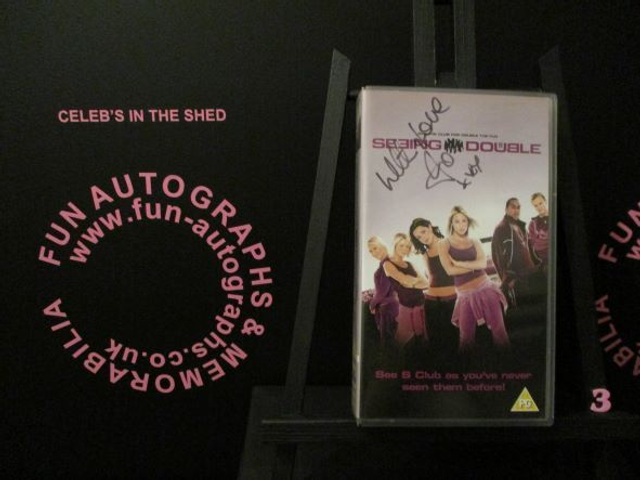 CELEB'S IN THE SHED
FUN AUTOGRAPHS & MEMORABILIA
www.fun-autographs.co.uk
With Love
SEEING DOUBLE
See S Club as you've never
seen them before!
PG
3